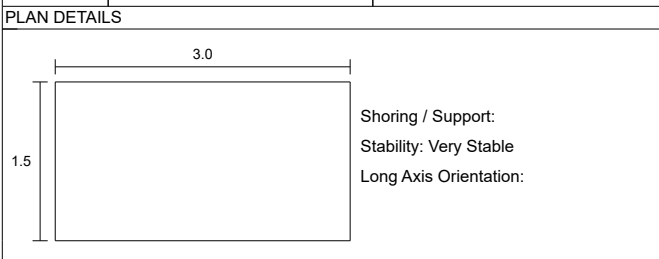 PLAN DETAILS
3.0
Shoring / Support:
Stability: Very Stable
1.5
Long Axis Orientation: